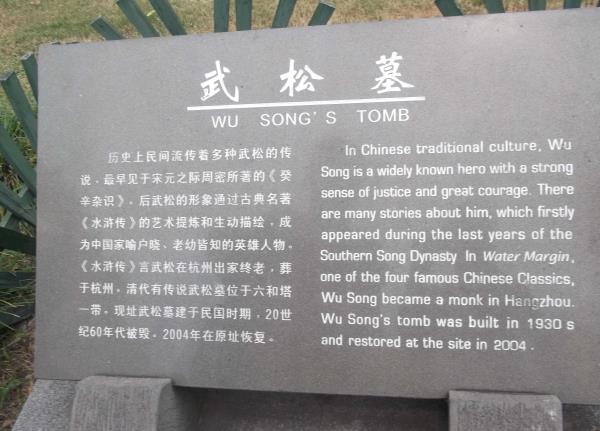 武松墓
WU SONG'S TOMB
历史上民间流传着多种武松的传
说，最早见于宋元之际周密所著的《癸
辛杂识》。后武松的形象通过古典名著
《水浒传》的艺术提炼和生动描绘，成
为中国家喻户晓、老幼皆知的英雄人物。
《水浒传》言武松在杭州出家终老，葬
于杭州。清代有传说武松墓位于六和塔
一带。现址武松墓建于民国时期，20世
纪60年代被毁。2004年在原址恢复。
In Chinese traditional culture, Wu
Song is a widely known hero with a strong
sense of justice and great courage. There
are many stories about him, which firstly
appeared during the last years of the
Southern Song Dynasty In Water Margin,
one of the four famous Chinese Classics,
Wu Song became a monk in Hangzhou.
Wu Song's tomb was built in 1930 s
and restored at the site in 2004 .